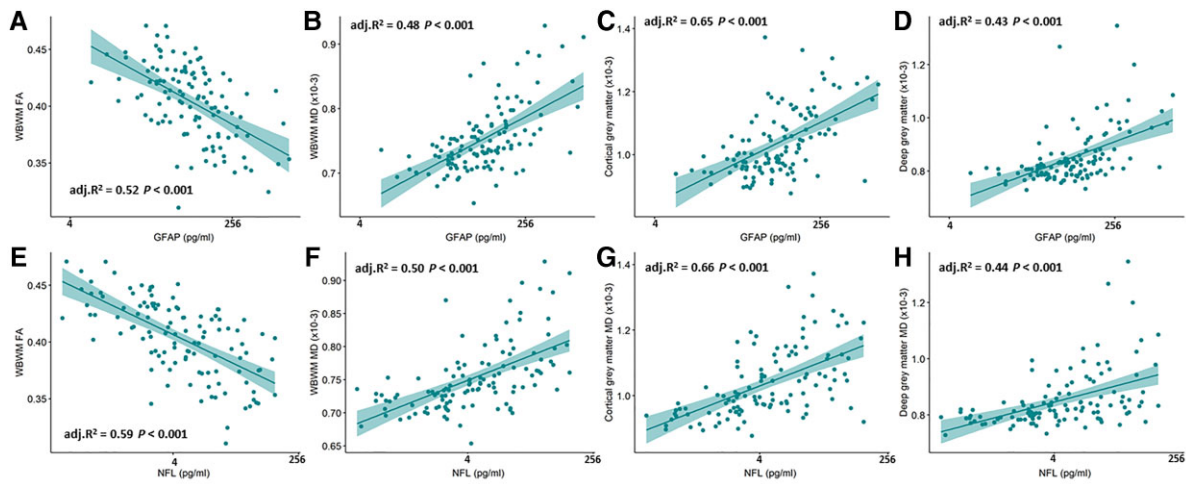 A
adj.R² = 0.52 P < 0.001
WBWM FA
0.45
0.40
0.35
4
256
GFAP (pg/ml)
B
adj.R² = 0.48 P < 0.001
WBWM MD (x10-3)
0.9
0.8
0.7
4
256
GFAP (pg/ml)
C
adj.R² = 0.65 P < 0.001
Cortical grey matter (x10-3)
1.4
1.2
1.0
4
256
GFAP (pg/ml)
D
adj.R² = 0.43 P < 0.001
Deep grey matter (x10-3)
1.2
1.0
0.8
4
256
GFAP (pg/ml)
E
adj.R² = 0.59 P < 0.001
WBWM FA
0.45
0.40
0.35
4
256
NFL (pg/ml)
F
adj.R² = 0.50 P < 0.001
WBWM MD (x10-3)
0.90
0.85
0.80
0.75
0.70
0.65
4
256
NFL (pg/ml)
G
adj.R² = 0.66 P < 0.001
Cortical grey matter MD (x10-3)
1.4
1.2
1.0
4
256
NFL (pg/ml)
H
adj.R² = 0.44 P < 0.001
Deep grey matter MD (x10-3)
1.2
1.0
0.8
4
256
NFL (pg/ml)